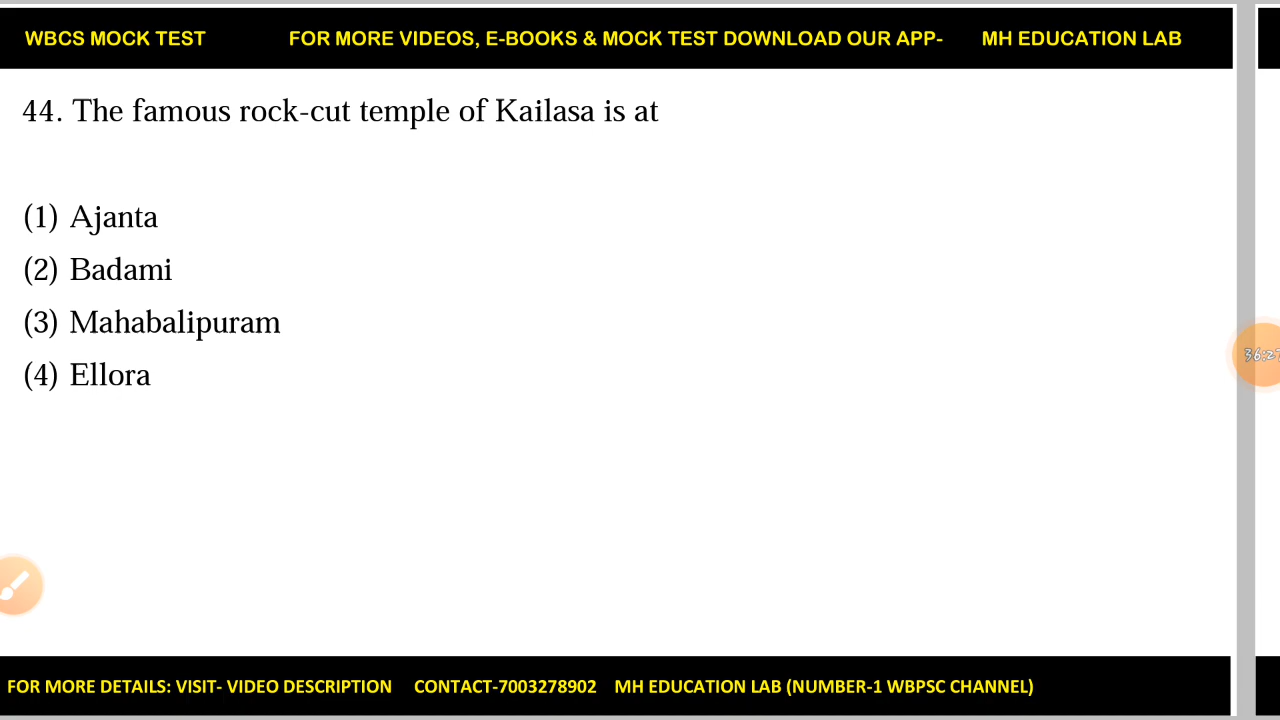 WBCS MOCK TEST FOR MORE VIDEOS, E-BOOKS & MOCK TEST DOWNLOAD OUR APP- MH EDUCATION LAB
44. The famous rock-cut temple of Kailasa is at
(1) Ajanta
(2) Badami
(3) Mahabalipuram
(4) Ellora
36:27
FOR MORE DETAILS: VISIT- VIDEO DESCRIPTION CONTACT-7003278902 MH EDUCATION LAB (NUMBER-1 WBPSC CHANNEL)